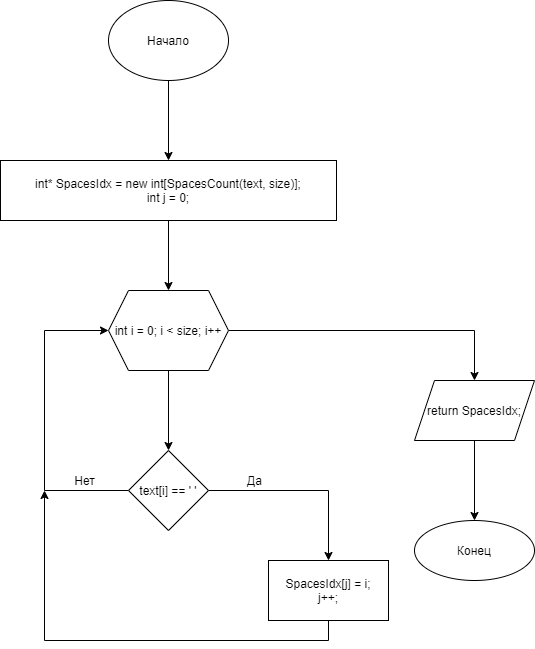 Начало
int* SpacesIdx = new int[SpacesCount(text, size)];
int j = 0;
int i = 0; i < size; i++
return SpacesIdx;
Нет
text[i] == ' '
Да
Конец
SpacesIdx[j] = i;
j++;